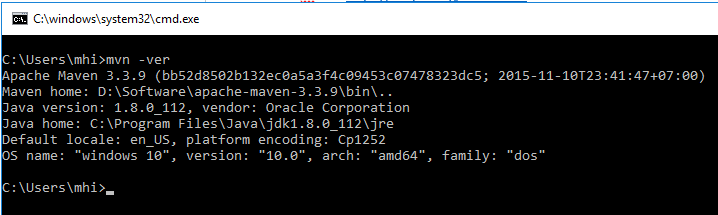 C:\windows\system32\cmd.exe
C:\Users\mhi>mvn -ver
Apache Maven 3.3.9 (bb52d8502b132ec0a5a3f4c09453c07478323dc5; 2015-11-10T23:41:47+07:00)
Maven home: D:\Software\apache-maven-3.3.9\bin\..
Java version: 1.8.0_112, vendor: Oracle Corporation
Java home: C:\Program Files\Java\jdk1.8.0_112\jre
Default locale: en_US, platform encoding: Cp1252
OS name: "windows 10", version: "10.0", arch: "amd64", family: "dos"
C:\Users\mhi>